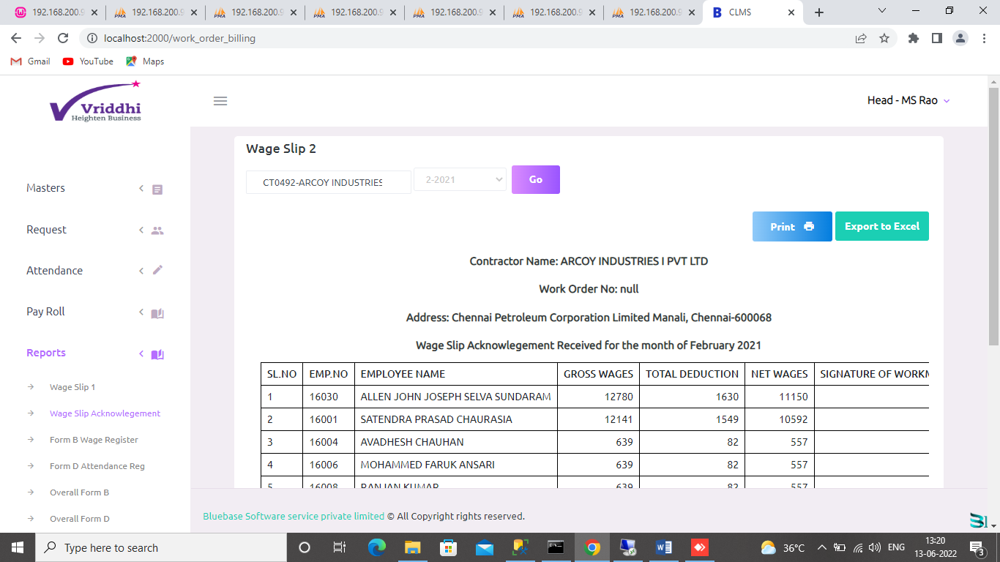 192.168.200.9
192.168.200.9
192.168.200.9
192.168.200.9
192.168.200.9
192.168.200.9
192.168.200.9
CLMS
localhost:2000/work_order_billing
Gmail YouTube Maps
Vriddhi
Heighten Business
Head - MS Rao
Masters
Request
Attendance
Pay Roll
Reports
Wage Slip 1
Wage Slip Acknowlegement
Form B Wage Register
Form D Attendance Reg
Overall Form B
Overall Form D
Wage Slip 2
CT0492-ARCOY INDUSTRIES 2-2021 Go
Print Export to Excel
Contractor Name: ARCOY INDUSTRIES I PVT LTD
Work Order No: null
Address: Chennai Petroleum Corporation Limited Manali, Chennai-600068
Wage Slip Acknowlegement Received for the month of February 2021
SL.NO EMP.NO EMPLOYEE NAME GROSS WAGES TOTAL DEDUCTION NET WAGES SIGNATURE OF WORKM
1 16030 ALLEN JOHN JOSEPH SELVA SUNDARAM 12780 1630 11150
2 16001 SATENDRA PRASAD CHAURASIA 12141 1549 10592
3 16004 AVADHESH CHAUHAN 639 82 557
4 16006 MOHAMMED FARUK ANSARI 639 82 557
5 16008 RANJAN KUMAR 639 82 557
Bluebase Software service private limited © All Copyright rights reserved.
Type here to search
36°C
ENG
13:20
13-06-2022
3